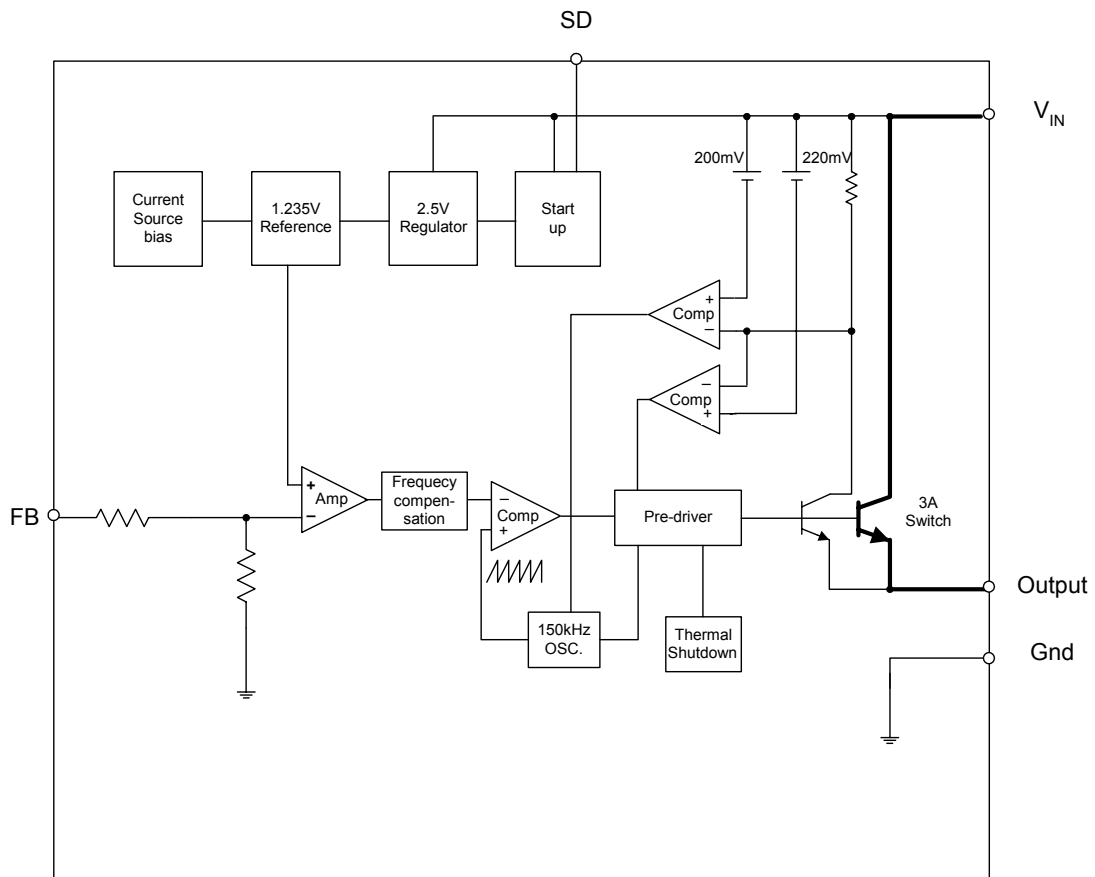 SD
V_IN
200mV
220mV
Current
Source
bias
1.235V
Reference
2.5V
Regulator
Start
up
+
Comp
−
−
Comp
+
+
Amp
−
Frequecy
compen-
sation
−
Comp
+
Pre-driver
3A
Switch
FB
Output
150kHz
OSC.
Thermal
Shutdown
Gnd